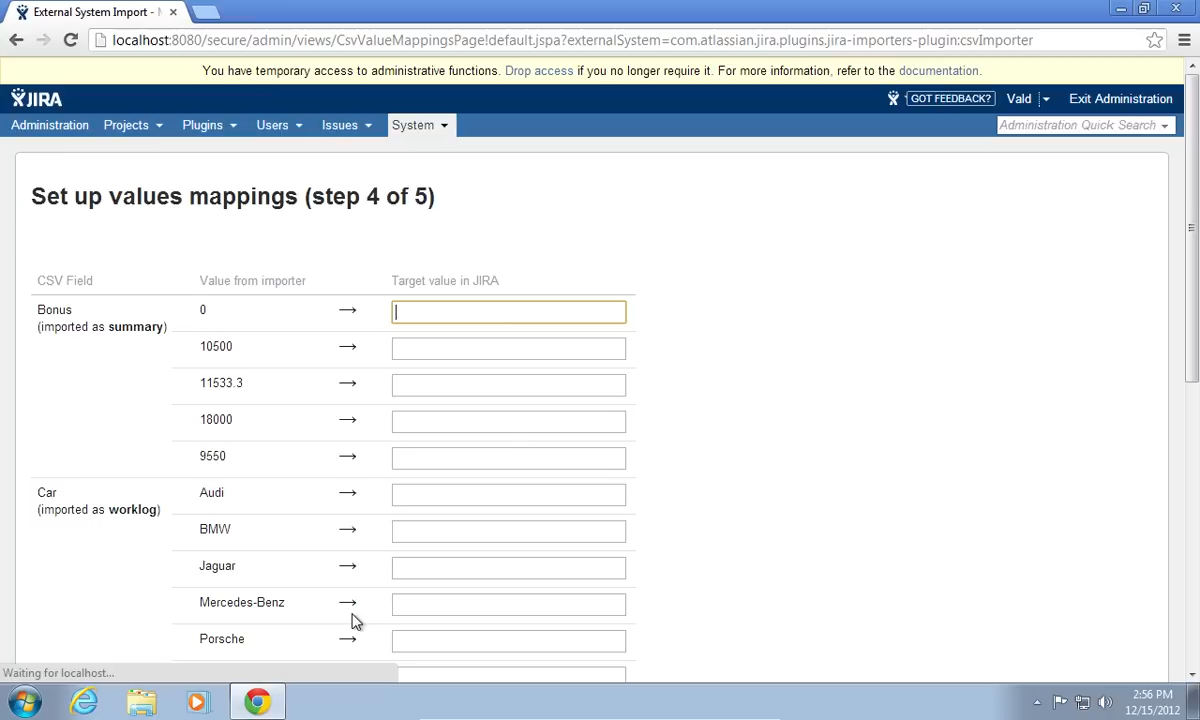 External System Import - N
localhost:8080/secure/admin/views/CsvValueMappingsPage!default.jspa?externalSystem=com.atlassian.jira.plugins.jira-importers-plugin:csvImporter
You have temporary access to administrative functions. Drop access if you no longer require it. For more information, refer to the documentation.
JIRA GOT FEEDBACK? Vald Exit Administration
Administration Projects Plugins Users Issues System Administration Quick Search
Set up values mappings (step 4 of 5)
CSV Field Value from importer Target value in JIRA
Bonus 0 →
(imported as summary)
10500 →
11533.3 →
18000 →
9550 →
Car Audi →
(imported as worklog)
BMW →
Jaguar →
Mercedes-Benz →
Porsche →
Waiting for localhost...
2:56 PM
12/15/2012